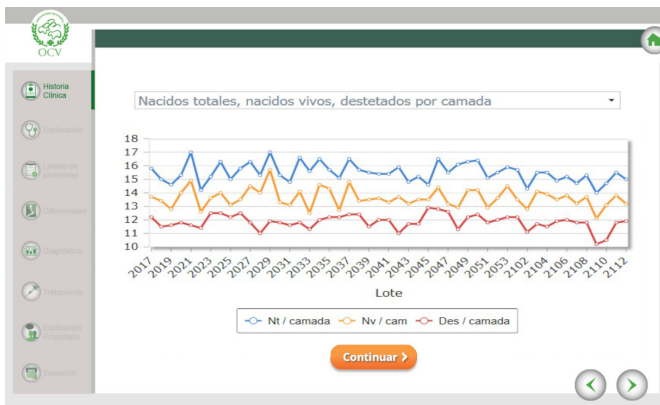 OCV
Historia
Clínica
Exploración
Listado de
problemas
Diferenciales
Diagnóstico
Tratamiento
Explicación
Propietario
Evolución
Nacidos totales, nacidos vivos, destetados por camada
18
17
16
15
14
13
12
11
10
2017
2019
2021
2023
2025
2027
2029
2031
2033
2035
2037
2039
2041
2043
2045
2047
2049
2051
2053
2102
2104
2106
2108
2110
2112
Lote
Nt / camada
Nv / cam
Des / camada
Continuar